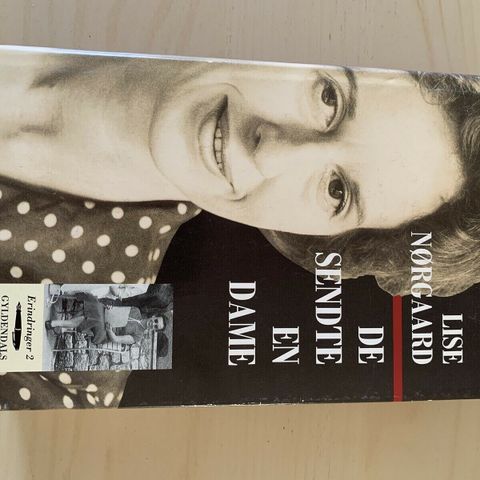 LISE
NØRGAARD
DE
SENDTE
EN
DAME
Erindringer 2
GYLDENDALS